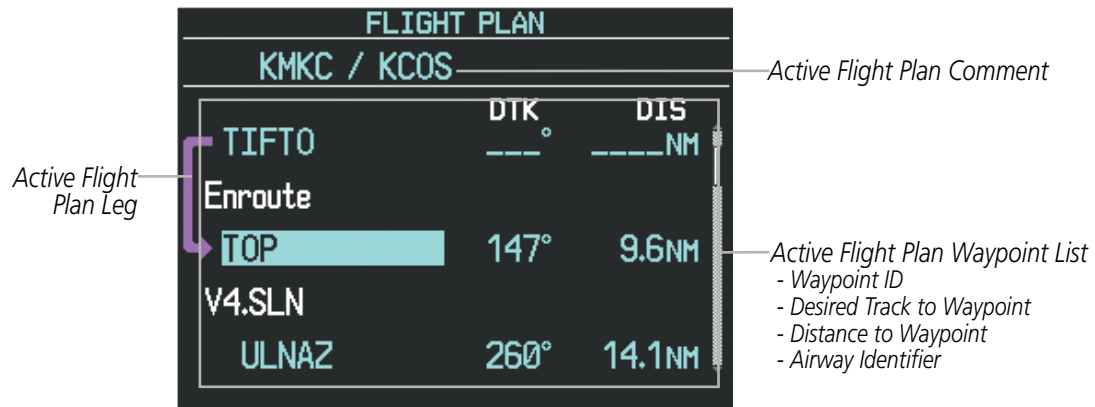 FLIGHT PLAN
KMKC / KCOS
Active Flight Plan Comment
DTK DIS
TIFTO ___° ____NM
Active Flight
Plan Leg
Enroute
TOP 147° 9.6NM
Active Flight Plan Waypoint List
- Waypoint ID
- Desired Track to Waypoint
- Distance to Waypoint
- Airway Identifier
V4.SLN
ULNAZ 260° 14.1NM